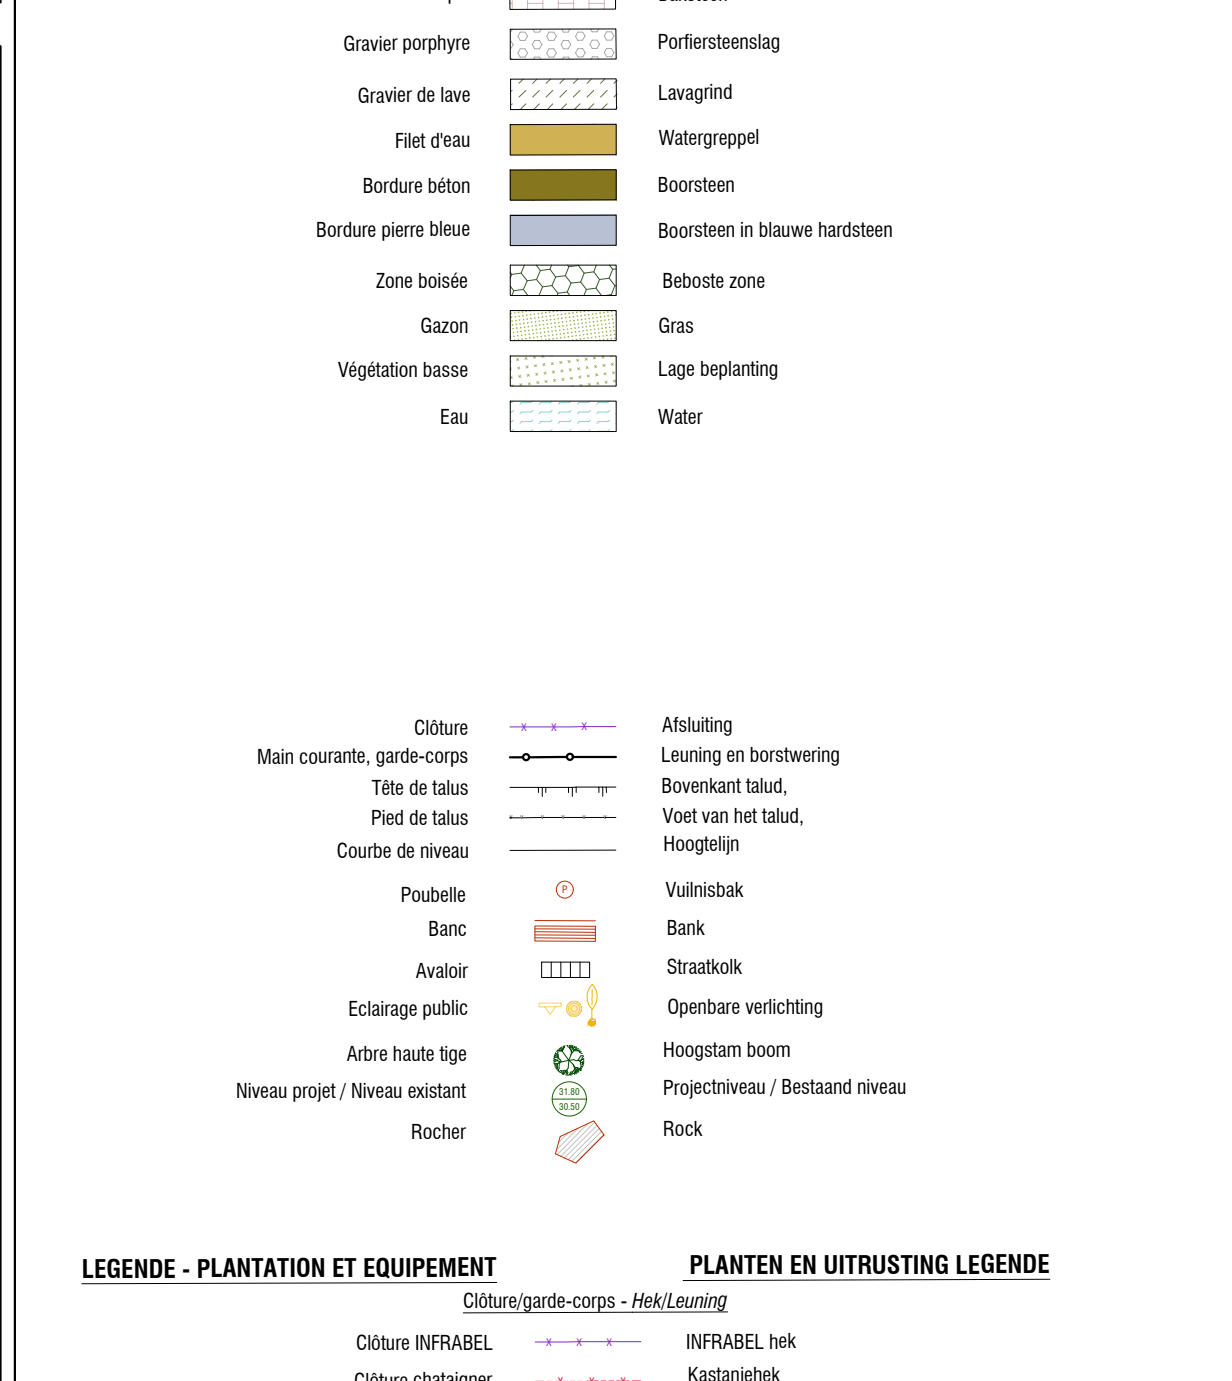 Gravier porphyre Porfiersteenslag
Gravier de lave Lavagrind
Filet d'eau Watergreppel
Bordure béton Boorsteen
Bordure pierre bleue Boorsteen in blauwe hardsteen
Zone boisée Beboste zone
Gazon Gras
Végétation basse Lage beplanting
Eau Water
Clôture Afsluiting
Main courante, garde-corps Leuning en borstwering
Tête de talus Bovenkant talud,
Pied de talus Voet van het talud,
Courbe de niveau Hoogtelijn
Poubelle P Vuilnisbak
Banc Bank
Avaloir Straatkolk
Eclairage public Openbare verlichting
Arbre haute tige Hoogstam boom
Niveau projet / Niveau existant 31.80 30.50 Projectniveau / Bestaand niveau
Rocher Rock
LEGENDE - PLANTATION ET EQUIPEMENT PLANTEN EN UITRUSTING LEGENDE
Clôture/garde-corps - Hek/Leuning
Clôture INFRABEL INFRABEL hek
Clôture chataigner Kastaniehek